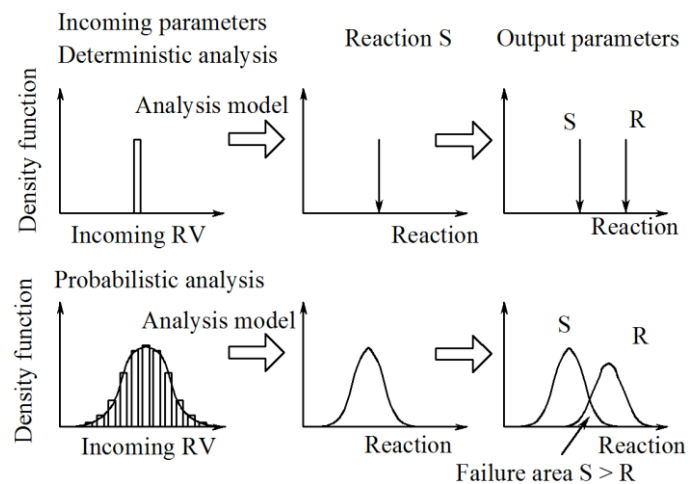 Incoming parameters
Deterministic analysis
Reaction S
Output parameters
Density function
Analysis model
Incoming RV
Reaction
S
R
Reaction
Probabilistic analysis
Density function
Analysis model
Incoming RV
Reaction
S
R
Reaction
Failure area S > R